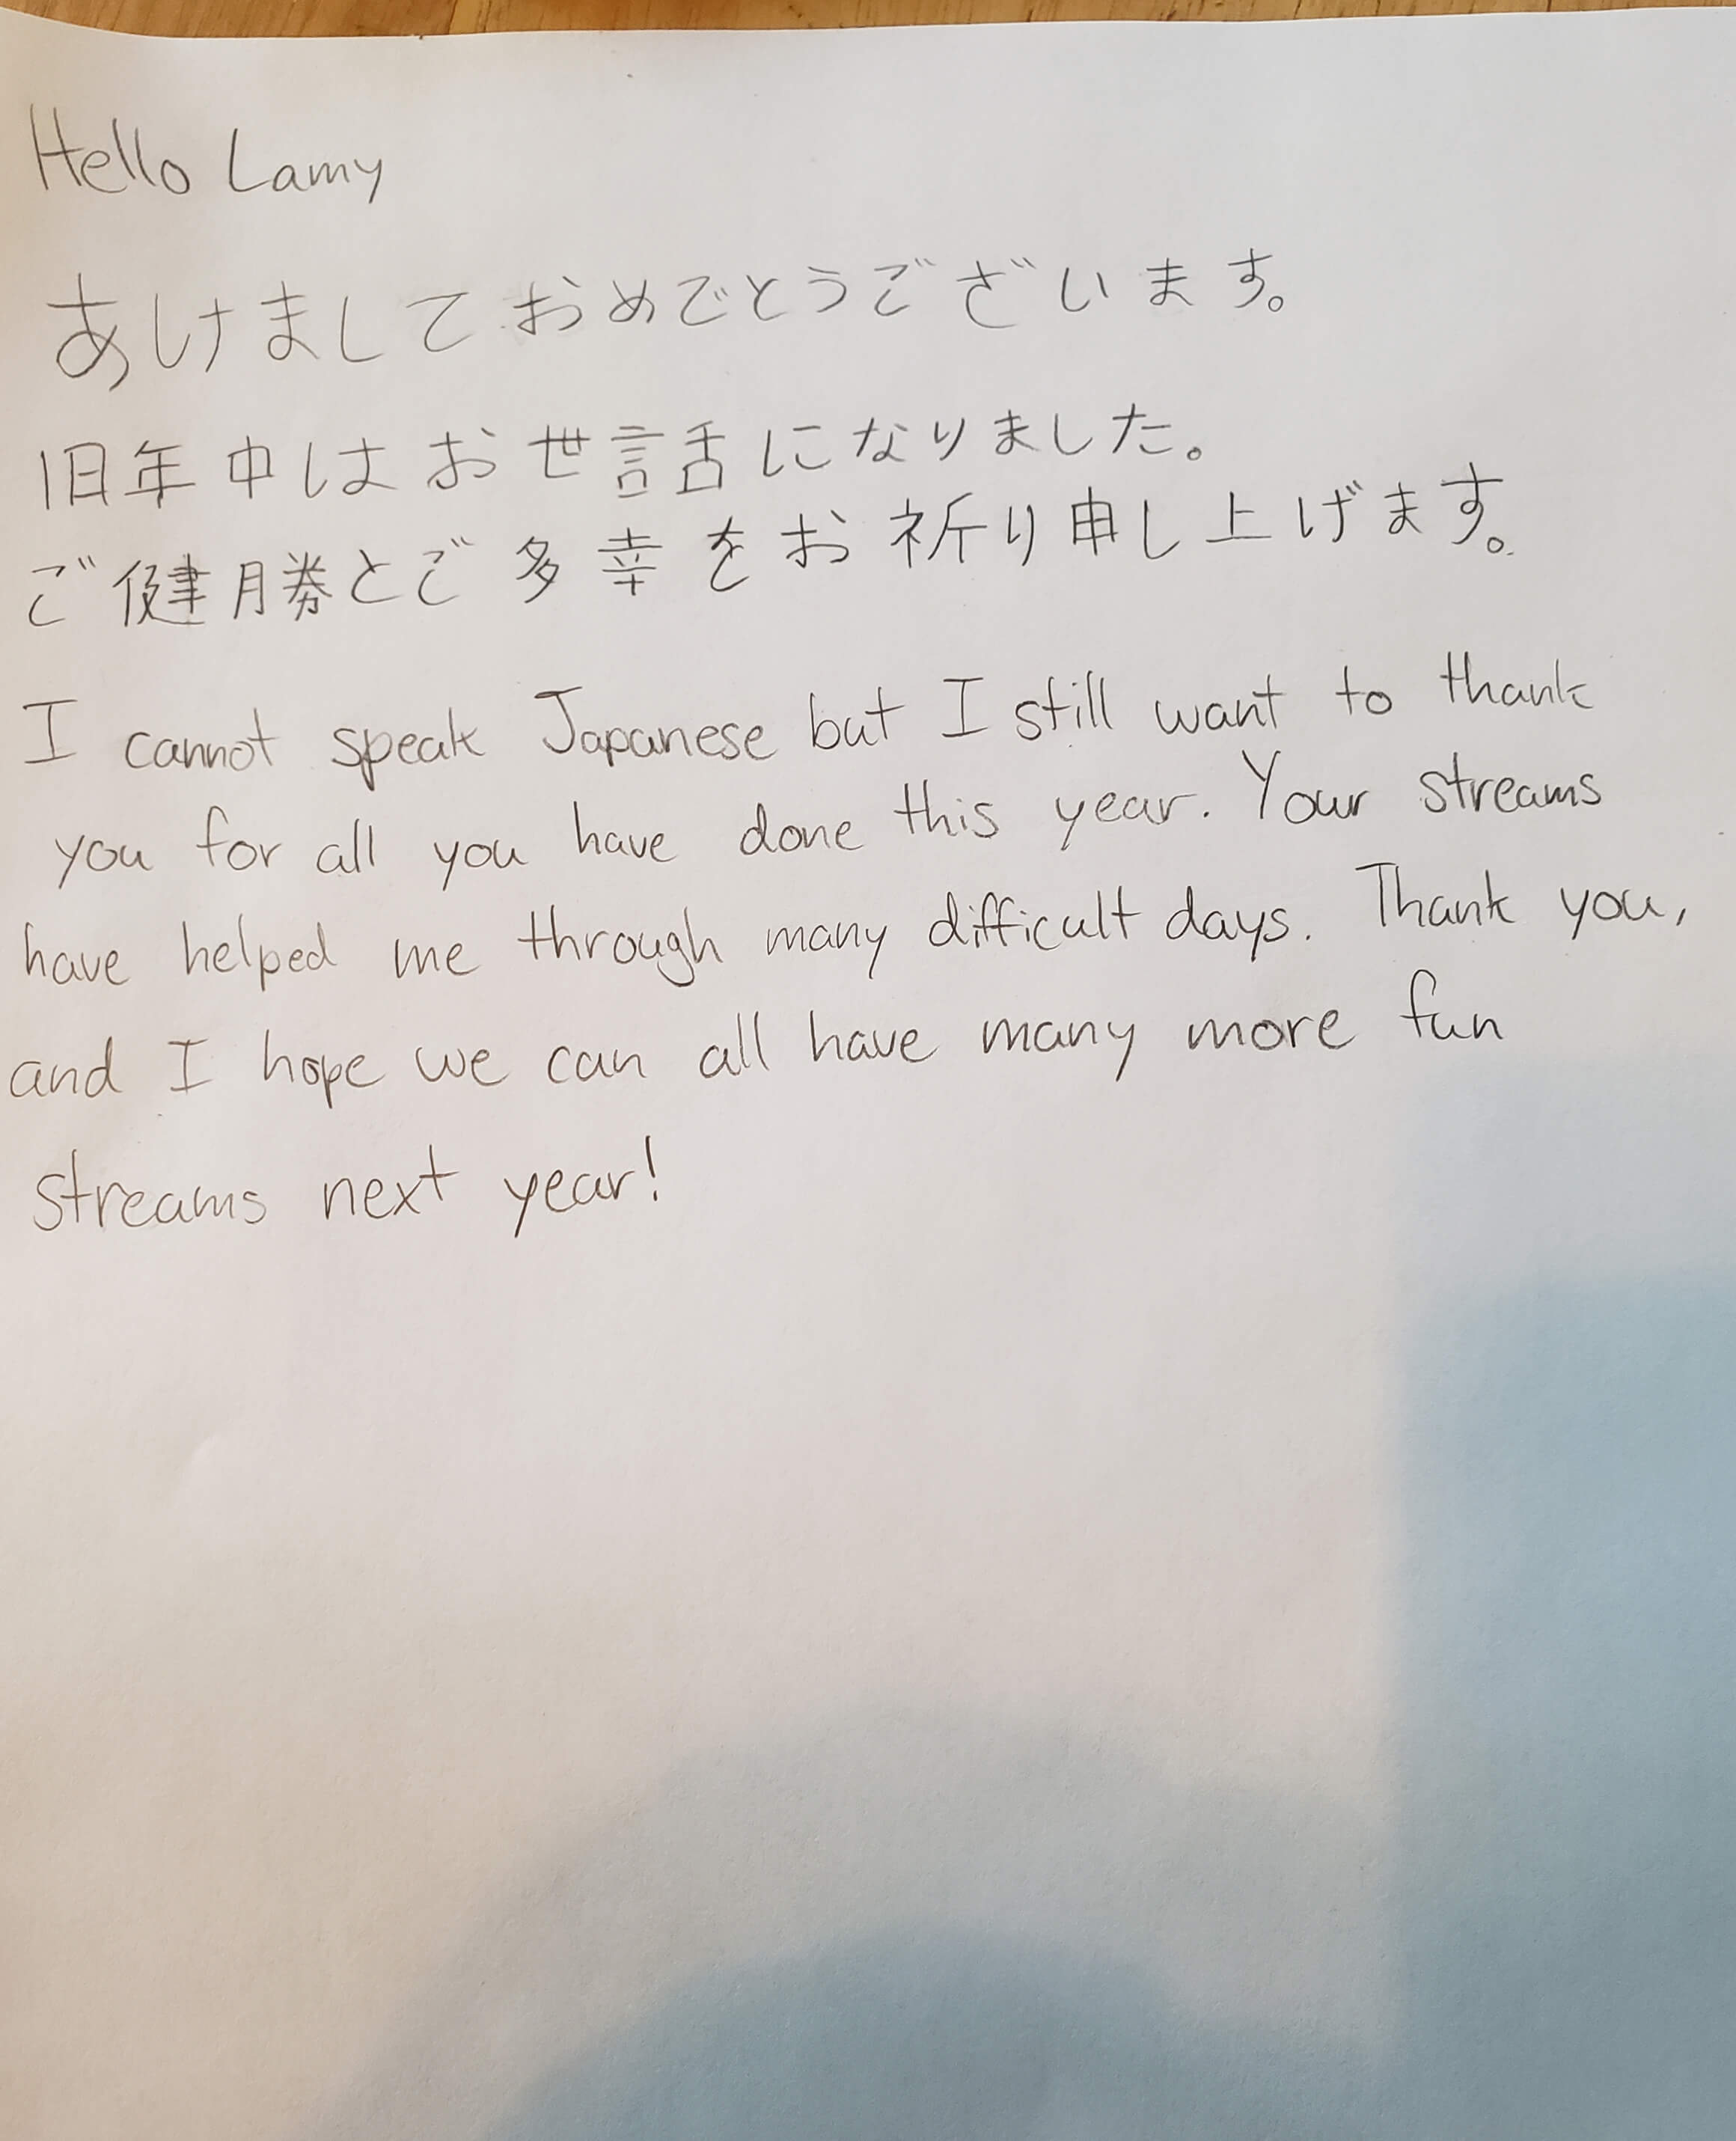 Hello Lamy
あけましておめでとうございます。
旧年中はお世話になりました。
ご健勝とご多幸をお祈り申し上げます。
I cannot speak Japanese but I still want to thank
you for all you have done this year. Your streams
have helped me through many difficult days. Thank you,
and I hope we can all have many more fun
streams next year!